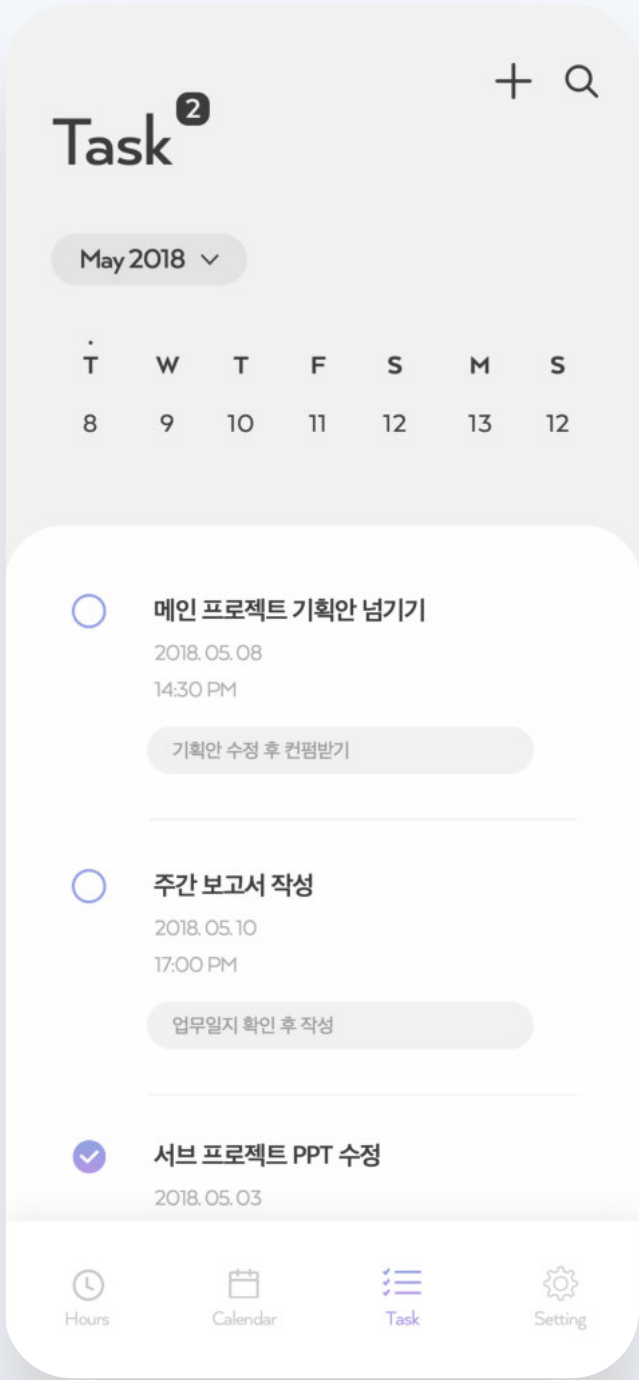 Task 2
May 2018
T W T F S M S
8 9 10 11 12 13 12
메인 프로젝트 기획안 넘기기
2018. 05. 08
14:30 PM
기획안 수정 후 컨펌받기
주간 보고서 작성
2018. 05. 10
17:00 PM
업무일지 확인 후 작성
서브 프로젝트 PPT 수정
2018. 05. 03
Hours Calendar Task Setting